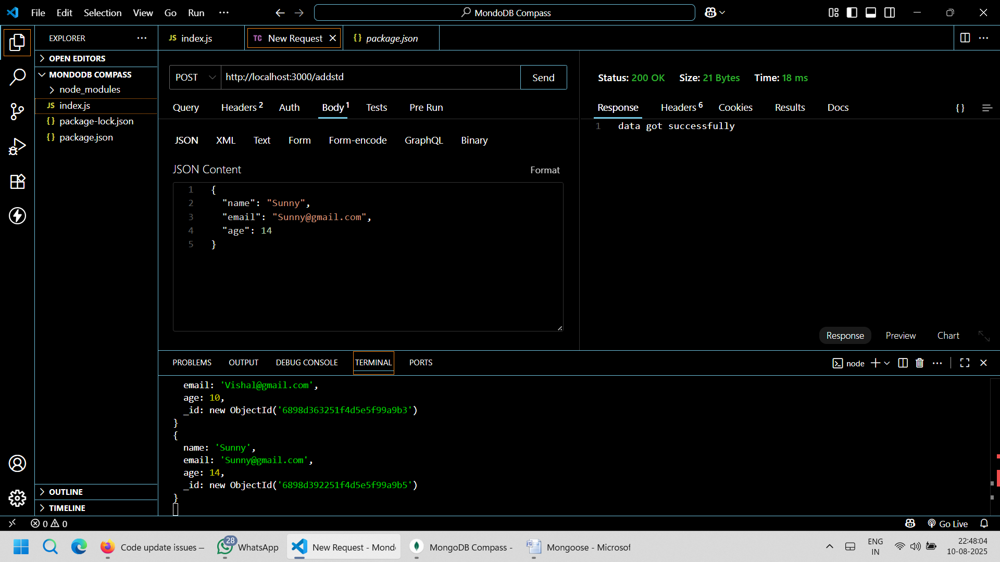 File Edit Selection View Go Run ···
MondoDB Compass
EXPLORER ···
OPEN EDITORS
MONDODB COMPASS
node_modules
JS index.js
{} package-lock.json
{} package.json
OUTLINE
TIMELINE
JS index.js
TC New Request
{} package.json
POST http://localhost:3000/addstd Send
Query Headers 2 Auth Body 1 Tests Pre Run
JSON XML Text Form Form-encode GraphQL Binary
JSON Content Format
1 {
2 "name": "Sunny",
3 "email": "Sunny@gmail.com",
4 "age": 14
5 }
Status: 200 OK Size: 21 Bytes Time: 18 ms
Response Headers 6 Cookies Results Docs {}
1 data got successfully
Response Preview Chart
PROBLEMS OUTPUT DEBUG CONSOLE TERMINAL PORTS
node
email: 'Vishal@gmail.com',
age: 10,
_id: new ObjectId('6898d363251f4d5e5f99a9b3')
}
{
name: 'Sunny',
email: 'Sunny@gmail.com',
age: 14,
_id: new ObjectId('6898d392251f4d5e5f99a9b5')
}
0 0
Go Live
Code update issues —
28
WhatsApp
New Request - Mond
MongoDB Compass -
Mongoose - Microsof
ENG
IN
22:48:04
10-08-2025